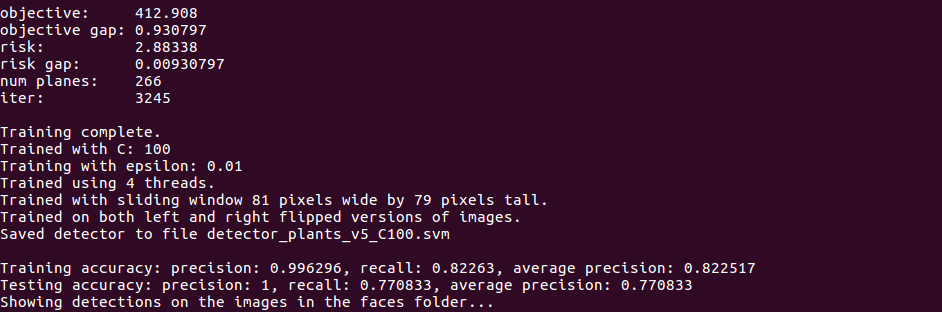 objective:     412.908
objective gap: 0.930797
risk:          2.88338
risk gap:      0.00930797
num planes:    266
iter:          3245
Training complete.
Trained with C: 100
Training with epsilon: 0.01
Trained using 4 threads.
Trained with sliding window 81 pixels wide by 79 pixels tall.
Trained on both left and right flipped versions of images.
Saved detector to file detector_plants_v5_C100.svm
Training accuracy: precision: 0.996296, recall: 0.82263, average precision: 0.822517
Testing accuracy: precision: 1, recall: 0.770833, average precision: 0.770833
Showing detections on the images in the faces folder...